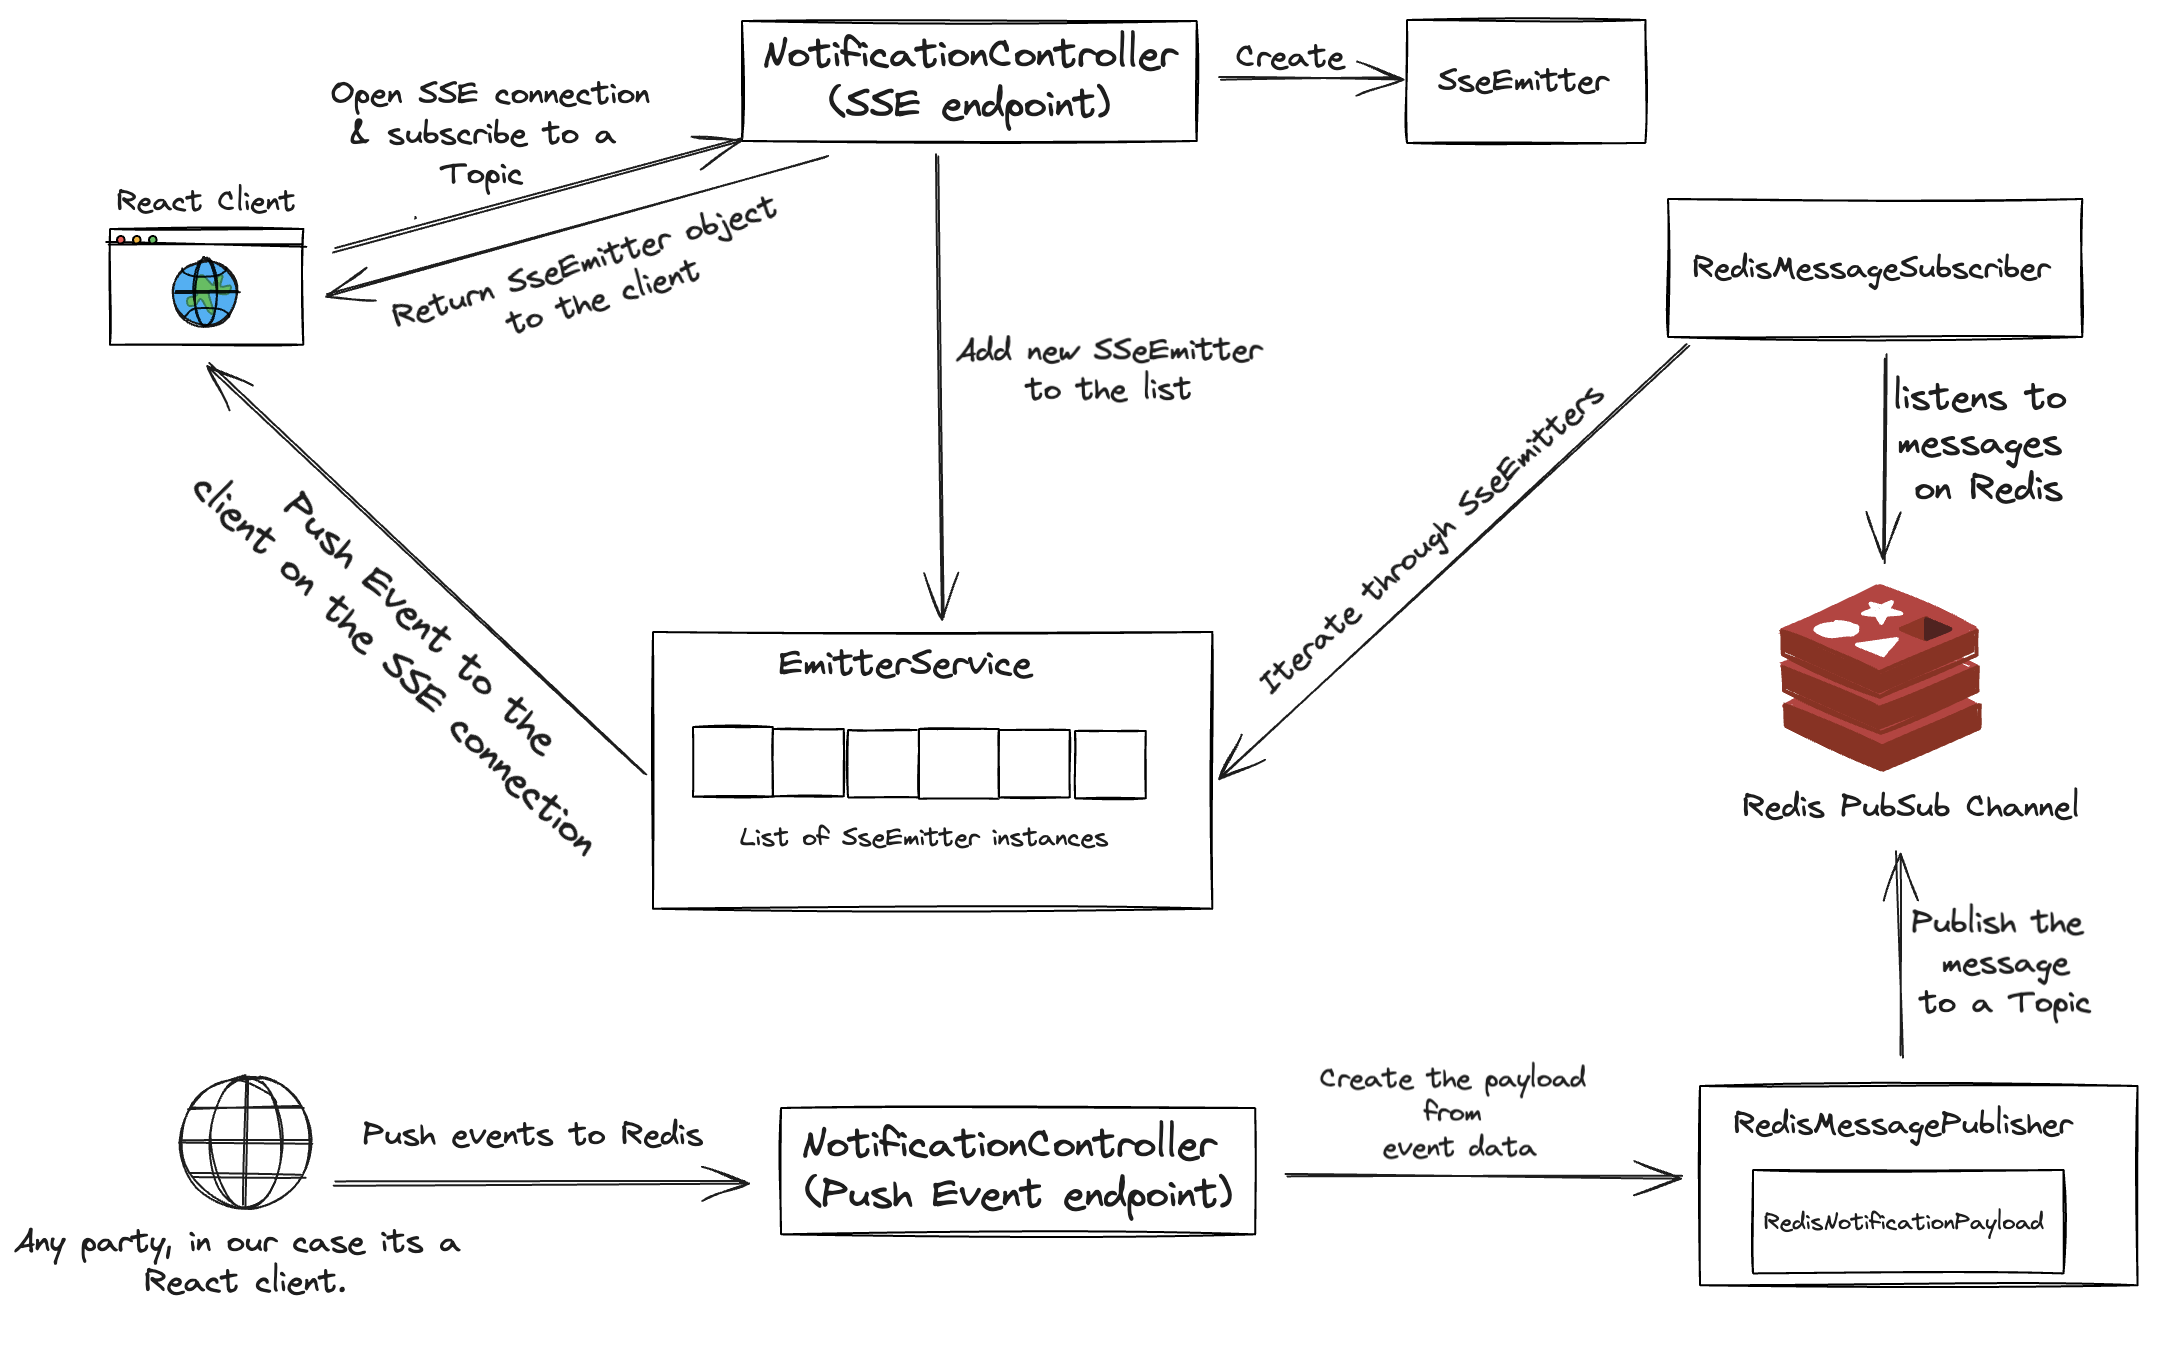 NotificationController
(SSE endpoint)
Create
SseEmitter
Open SSE connection
& subscribe to a
Topic
React Client
Return SseEmitter object
to the client
RedisMessageSubscriber
Add new SSeEmitter
to the list
listens to
messages
on Redis
Iterate through SseEmitters
Push Event to the
client on the SSE connection
EmitterService
List of SseEmitter instances
Redis PubSub Channel
Publish the
message
to a Topic
Any party, in our case its a
React client.
Push events to Redis
NotificationController
(Push Event endpoint)
Create the payload
from
event data
RedisMessagePublisher
RedisNotificationPayload